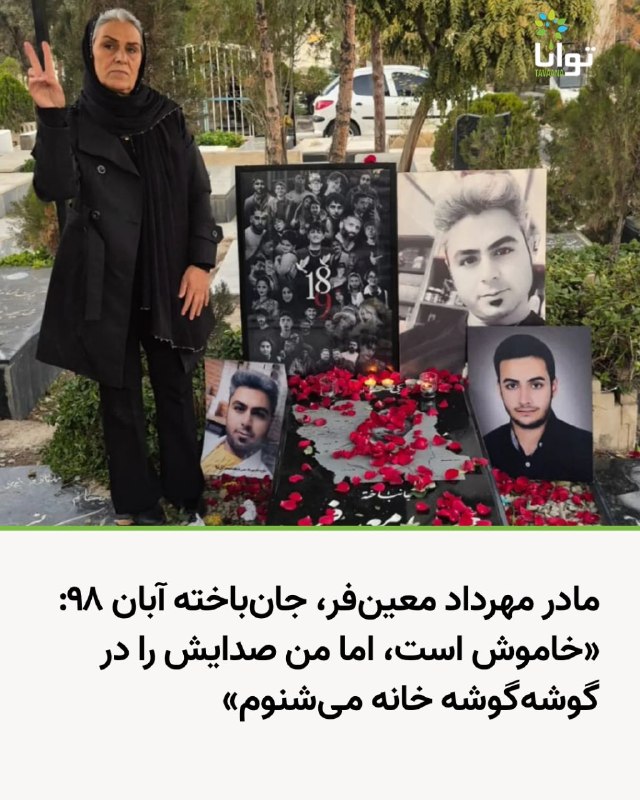 توانا
TAVAANA
18
9
جانباخته
مادر مهرداد معین‌فر، جان‌باخته آبان ۹۸:
«خاموش است، اما من صدایش را در
گوشه‌گوشه خانه می‌شنوم»